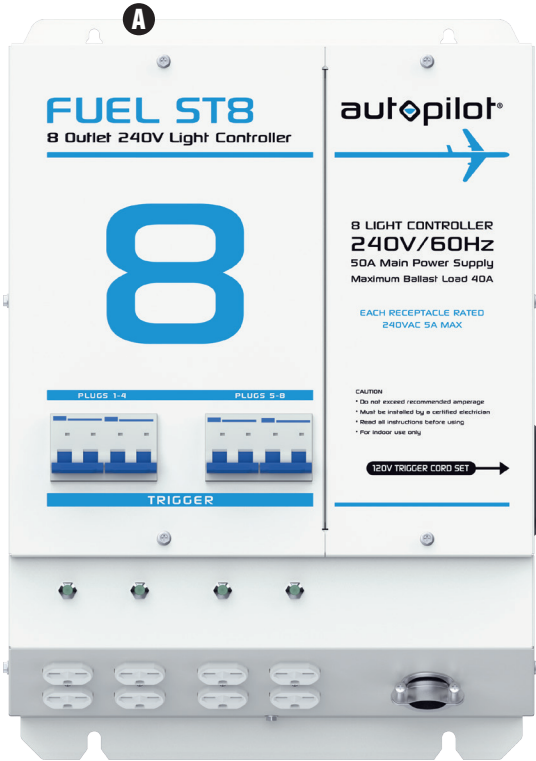 A
FUEL ST8
8 Outlet 240V Light Controller
8
PLUGS 1-4
PLUGS 5-8
TRIGGER
autopilot®
8 LIGHT CONTROLLER
240V/60Hz
50A Main Power Supply
Maximum Ballast Load 40A
EACH RECEPTACLE RATED
240VAC 5A MAX
CAUTION
* Do not exceed recommended amperage
* Must be installed by a certified electrician
* Read all instructions before using
* For indoor use only
120V TRIGGER CORD SET